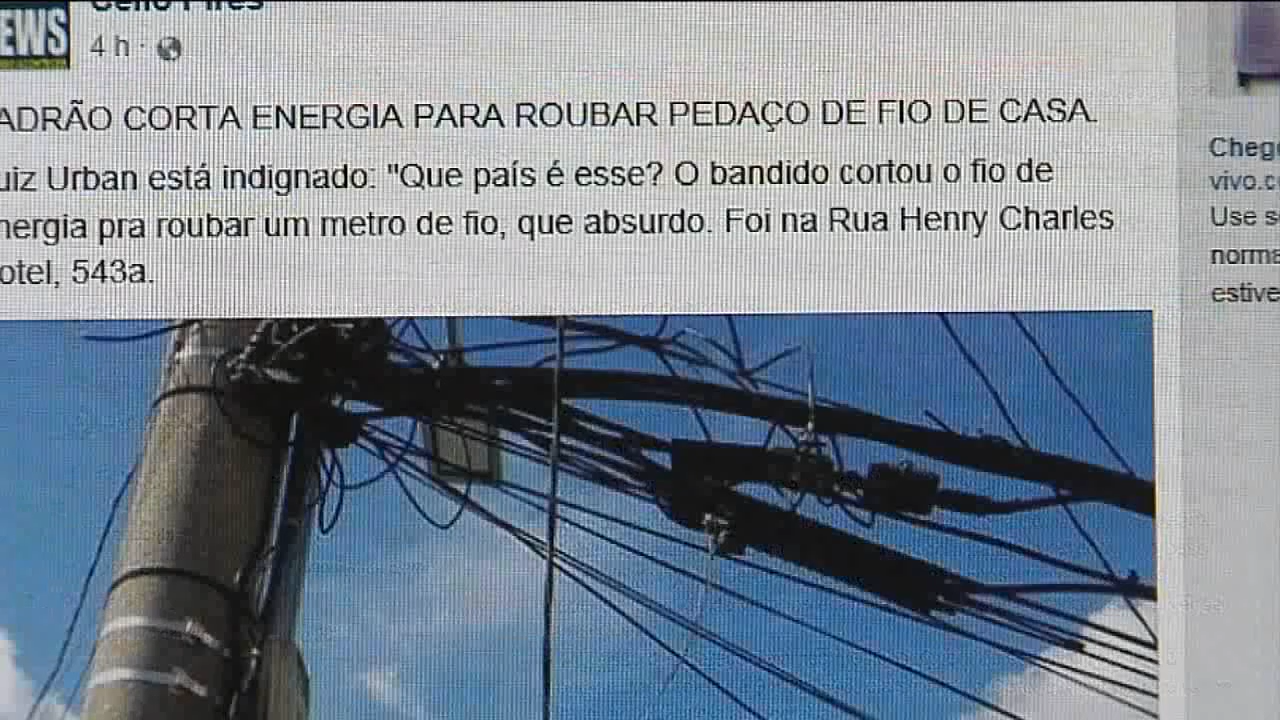 EWS
4 h ·
ADRÃO CORTA ENERGIA PARA ROUBAR PEDAÇO DE FIO DE CASA.
uiz Urban está indignado: "Que país é esse? O bandido cortou o fio de
nergia pra roubar um metro de fio, que absurdo. Foi na Rua Henry Charles
otel, 543a.
Chega
vivo.c
Use s
norma
estive